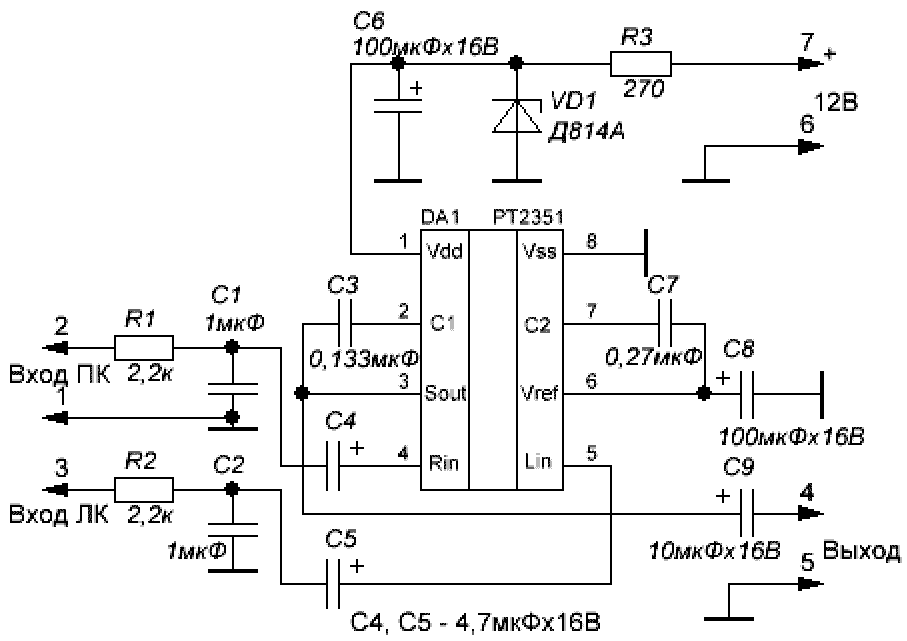 C6
100мкФх16В
R3
270
7
+
12В
6
+
VD1
Д814А
DA1 PT2351
1 Vdd
Vss 8
C3
2 C1
0,133мкФ
C2 7
C7
0,27мкФ
3 Sout
Vref 6
4 Rin
Lin 5
C8
+
100мкФх16В
C1
1мкФ
R1
2,2к
2
Вход ПК
1
C4
+
3
R2
2,2к
Вход ЛК
C2
1мкФ
C5
+
C4, C5 - 4,7мкФх16В
C9
+
10мкФх16В
4
Выход
5